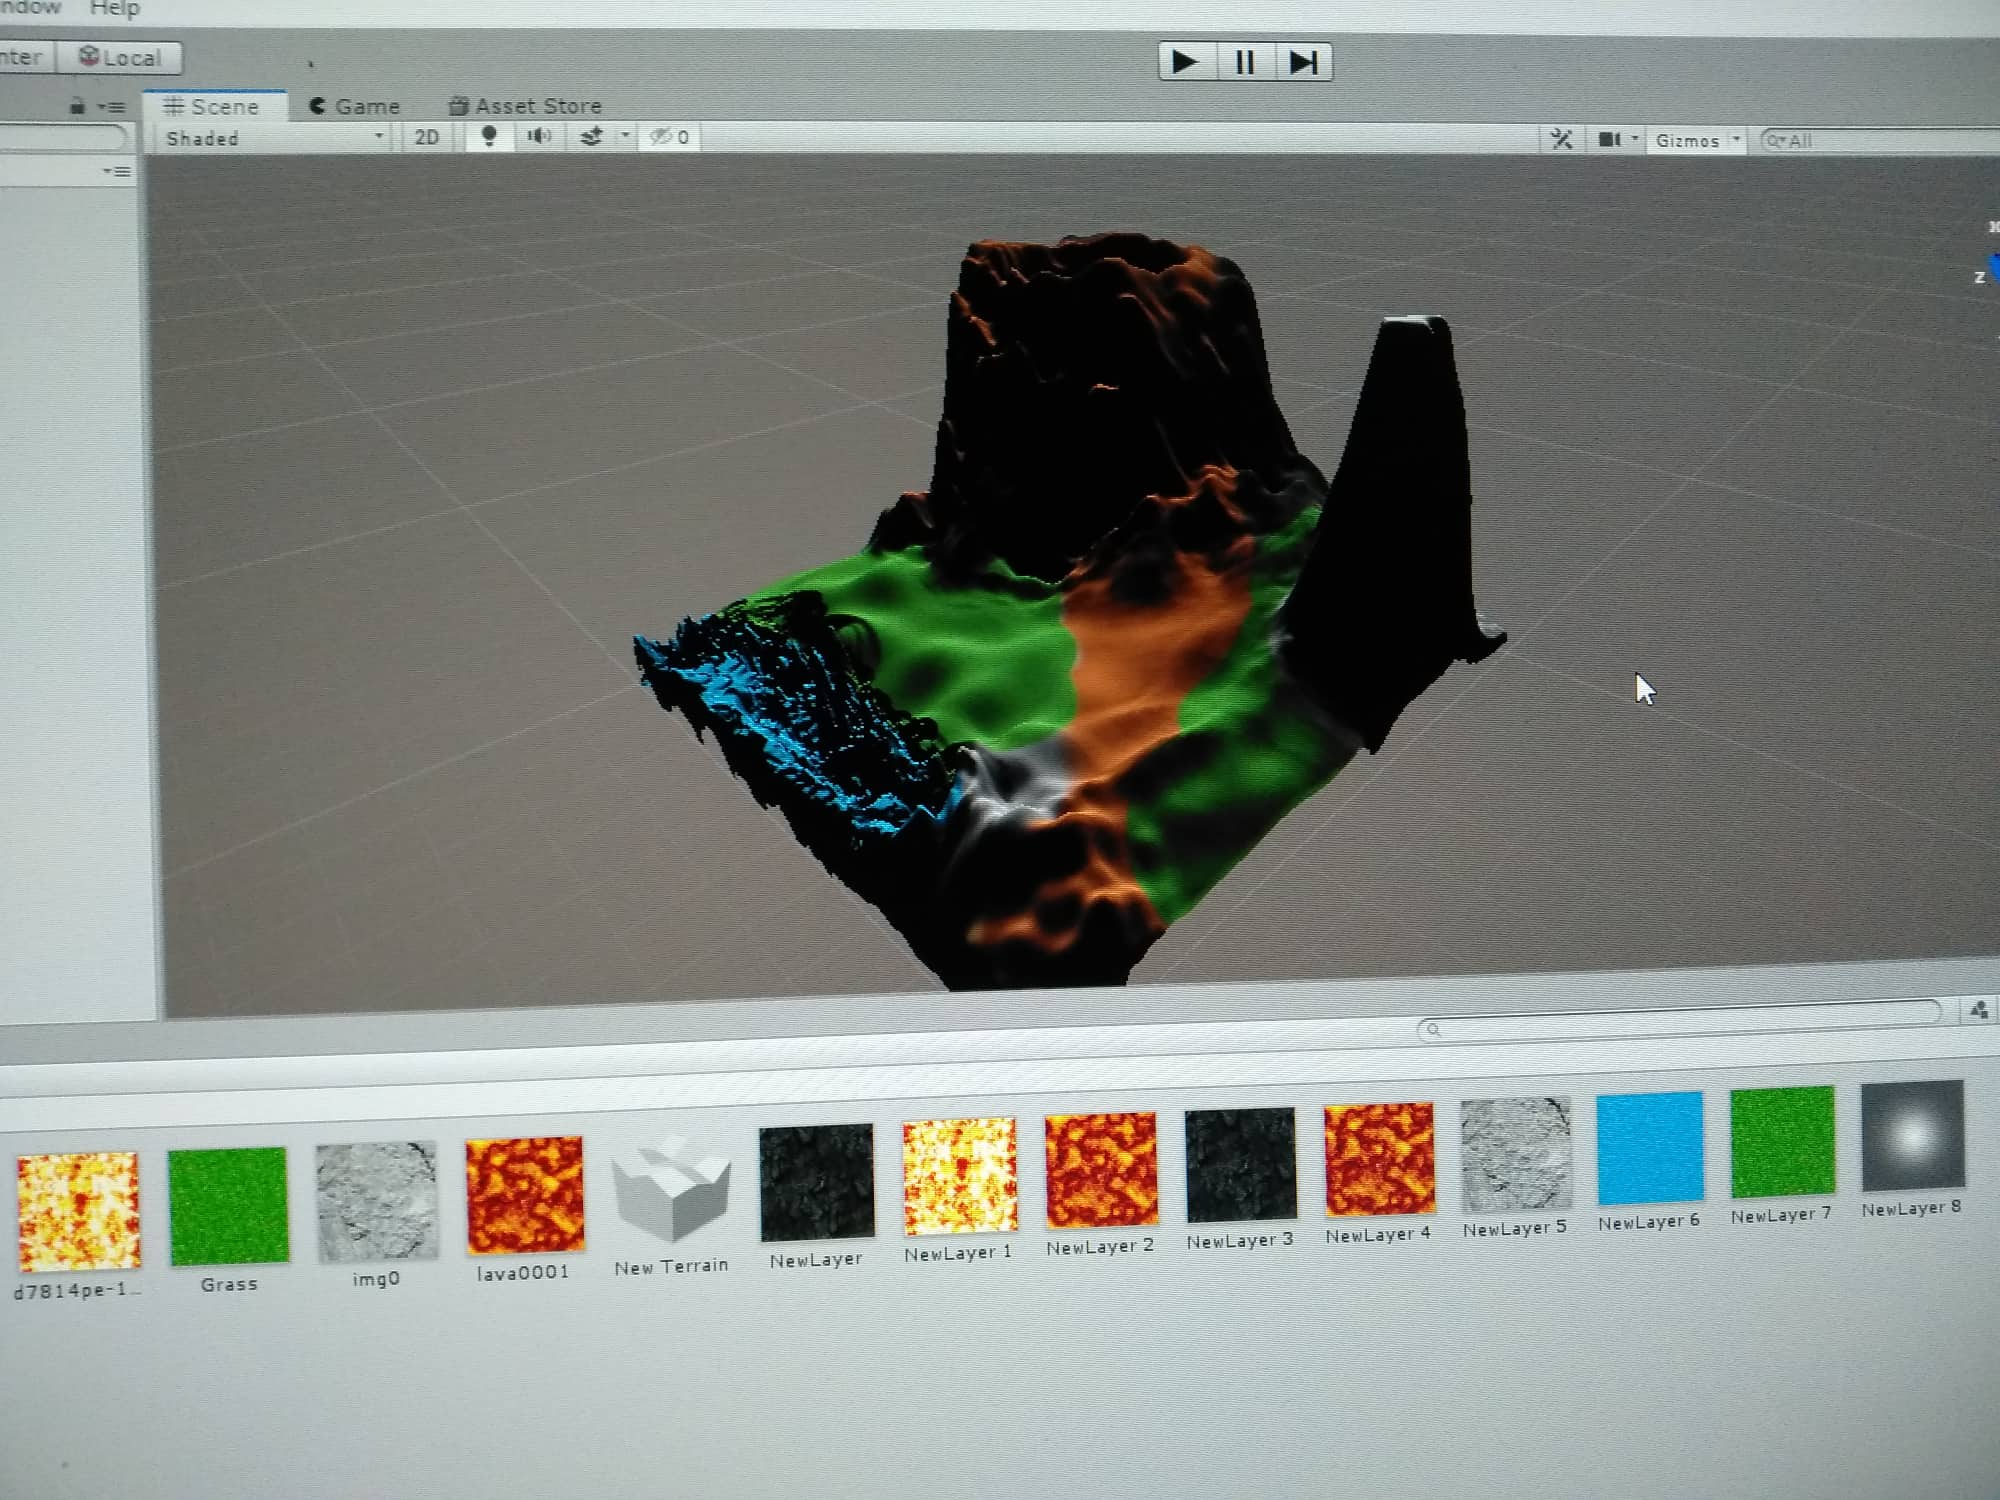 ndow Help
nter Local
Scene Game Asset Store
Shaded 2D 0 Gizmos All
Z
d7814pe-1... Grass img0 lava0001 New Terrain NewLayer NewLayer 1 NewLayer 2 NewLayer 3 NewLayer 4 NewLayer 5 NewLayer 6 NewLayer 7 NewLayer 8